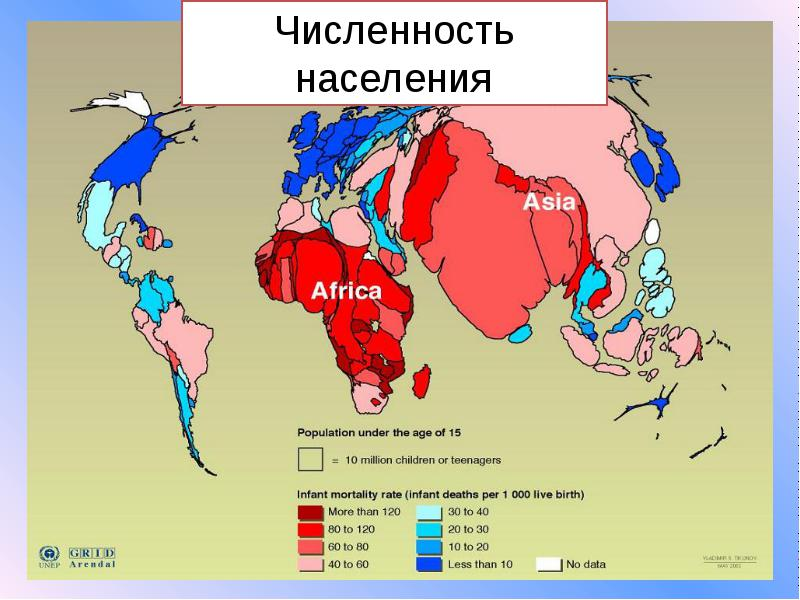 Численность
населения
Asia
Africa
Population under the age of 15
= 10 million children or teenagers
Infant mortality rate (infant deaths per 1 000 live birth)
More than 120
80 to 120
60 to 80
40 to 60
30 to 40
20 to 30
10 to 20
Less than 10
No data
UNEP
GRID
Arendal